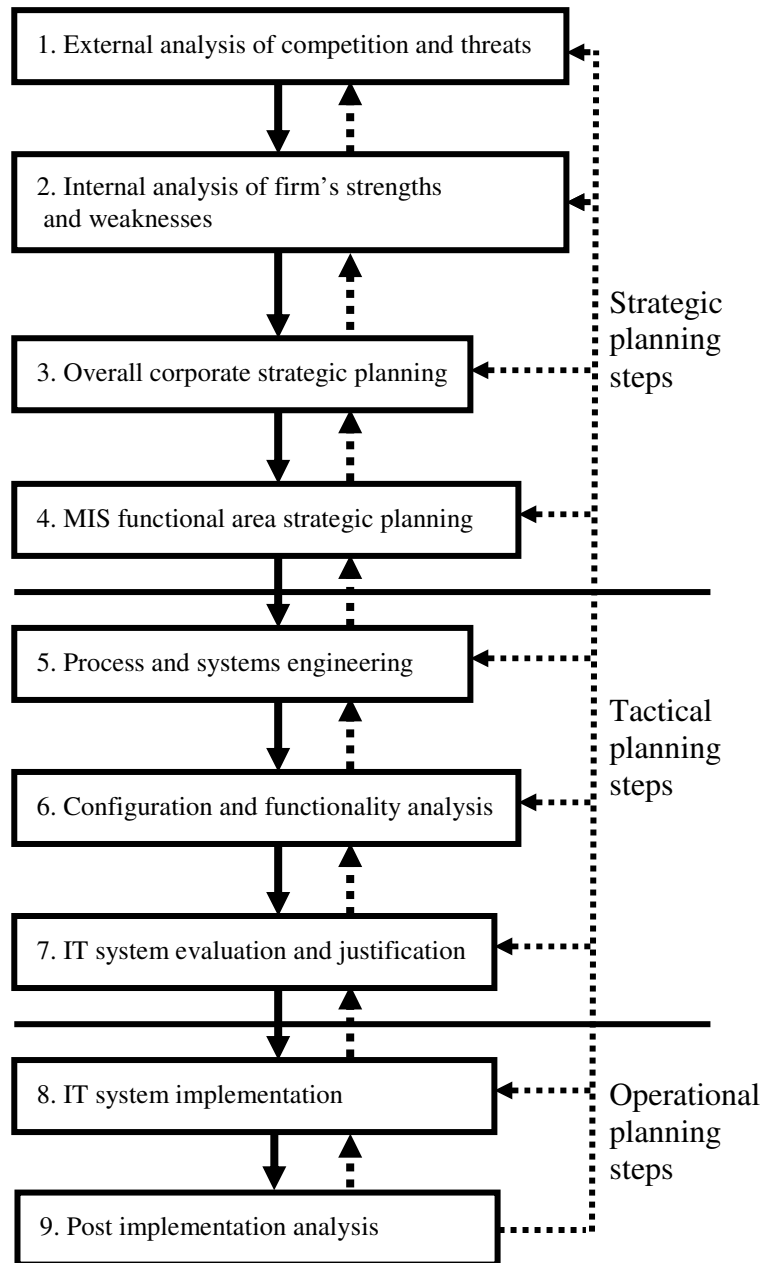 1. External analysis of competition and threats
2. Internal analysis of firm’s strengths
and weaknesses
Strategic
planning
steps
3. Overall corporate strategic planning
4. MIS functional area strategic planning
5. Process and systems engineering
Tactical
planning
steps
6. Configuration and functionality analysis
7. IT system evaluation and justification
8. IT system implementation
Operational
planning
steps
9. Post implementation analysis